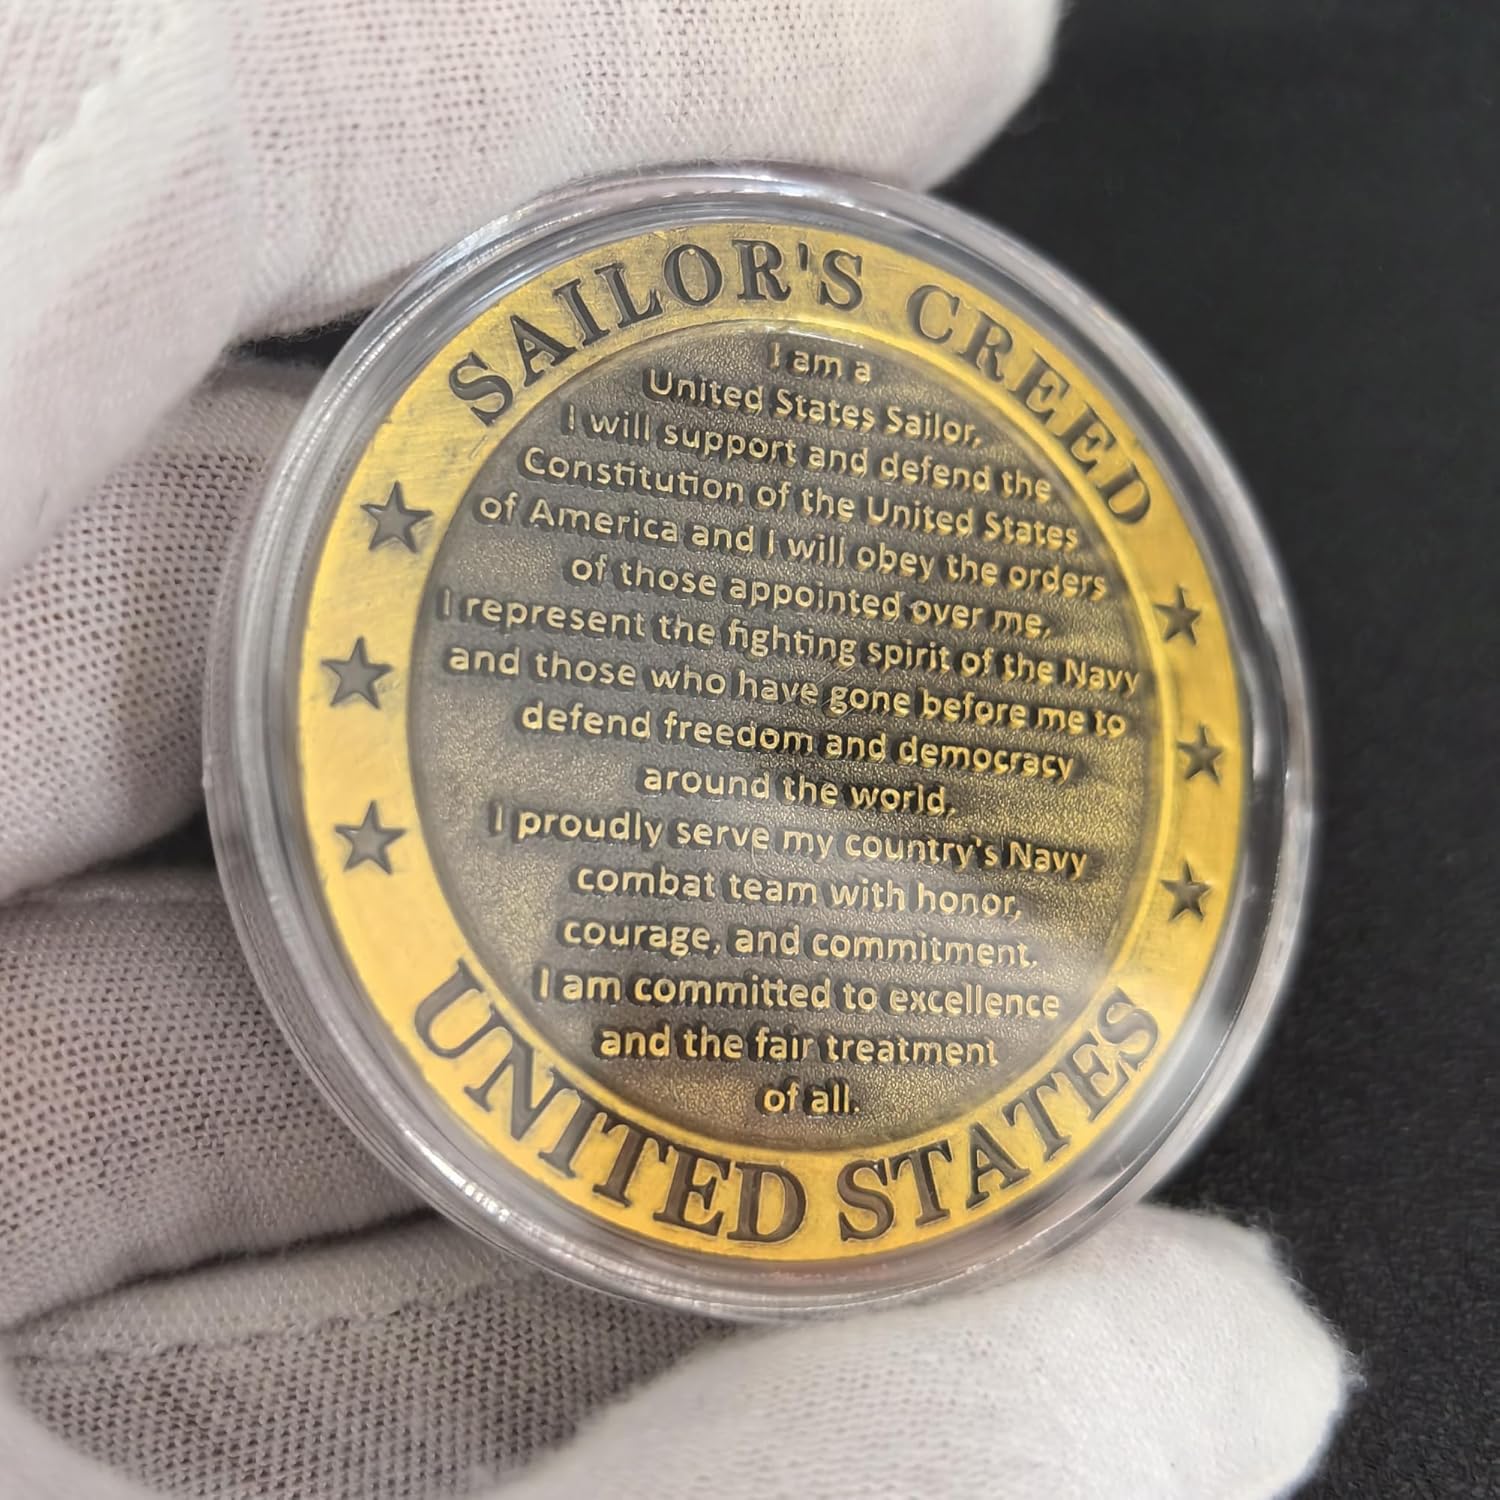 SAILOR'S CREED
I am a
United States Sailor,
I will support and defend the
Constitution of the United States
of America and I will obey the orders
of those appointed over me,
I represent the fighting spirit of the Navy
and those who have gone before me to
defend freedom and democracy
around the world,
I proudly serve my country's Navy
combat team with honor,
courage, and commitment.
I am committed to excellence
and the fair treatment
of all.
UNITED STATES